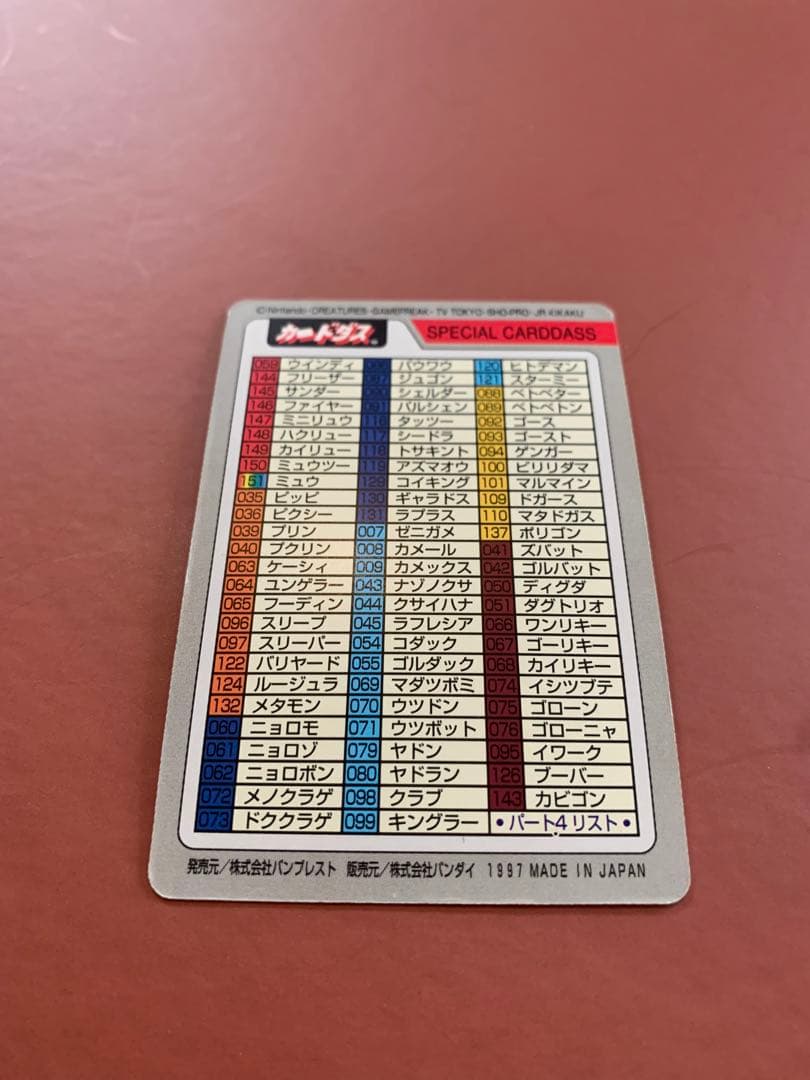 ©Nintendo・CREATURES・GAMEFREAK・TV TOKYO・SHO-PRO・JR KIKAKU
カードダス
SPECIAL CARDDASS
058 ウインディ
144 フリーザー
145 サンダー
146 ファイヤー
147 ミニリュウ
148 ハクリュー
149 カイリュー
150 ミュウツー
151 ミュウ
035 ピッピ
036 ピクシー
039 プリン
040 プクリン
063 ケーシィ
064 ユンゲラー
065 フーディン
096 スリープ
097 スリーパー
122 バリヤード
124 ルージュラ
132 メタモン
060 ニョロモ
061 ニョロゾ
062 ニョロボン
072 メノクラゲ
073 ドククラゲ
パウワウ
ジュゴン
シェルダー
パルシェン
タッツー
117 シードラ
118 トサキント
119 アズマオウ
129 コイキング
130 ギャラドス
131 ラプラス
007 ゼニガメ
008 カメール
009 カメックス
043 ナゾノクサ
044 クサイハナ
045 ラフレシア
054 コダック
055 ゴルダック
069 マダツボミ
070 ウツドン
071 ウツボット
079 ヤドン
080 ヤドラン
098 クラブ
099 キングラー
120 ヒトデマン
121 スターミー
088 ベトベター
089 ベトベトン
092 ゴース
093 ゴースト
094 ゲンガー
100 ビリリダマ
101 マルマイン
109 ドガース
110 マタドガス
137 ポリゴン
041 ズバット
042 ゴルバット
050 ディグダ
051 ダグトリオ
066 ワンリキー
067 ゴーリキー
068 カイリキー
074 イシツブテ
075 ゴローン
076 ゴローニャ
095 イワーク
126 ブーバー
143 カビゴン
• パート4 リスト •
発売元／株式会社バンプレスト 販売元／株式会社バンダイ 1997 MADE IN JAPAN